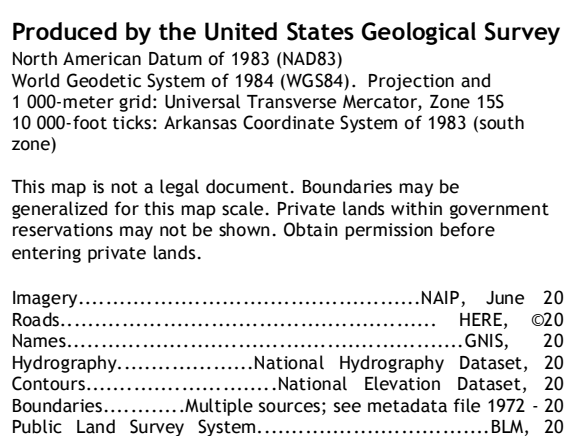 Produced by the United States Geological Survey
North American Datum of 1983 (NAD83)
World Geodetic System of 1984 (WGS84). Projection and
1 000-meter grid: Universal Transverse Mercator, Zone 15S
10 000-foot ticks: Arkansas Coordinate System of 1983 (south
zone)
This map is not a legal document. Boundaries may be
generalized for this map scale. Private lands within government
reservations may not be shown. Obtain permission before
entering private lands.
Imagery.................................................NAIP, June 20
Roads...................................................... HERE, ©20
Names..........................................................GNIS, 20
Hydrography....................National Hydrography Dataset, 20
Contours............................National Elevation Dataset, 20
Boundaries............Multiple sources; see metadata file 1972 - 20
Public Land Survey System..................................BLM, 20